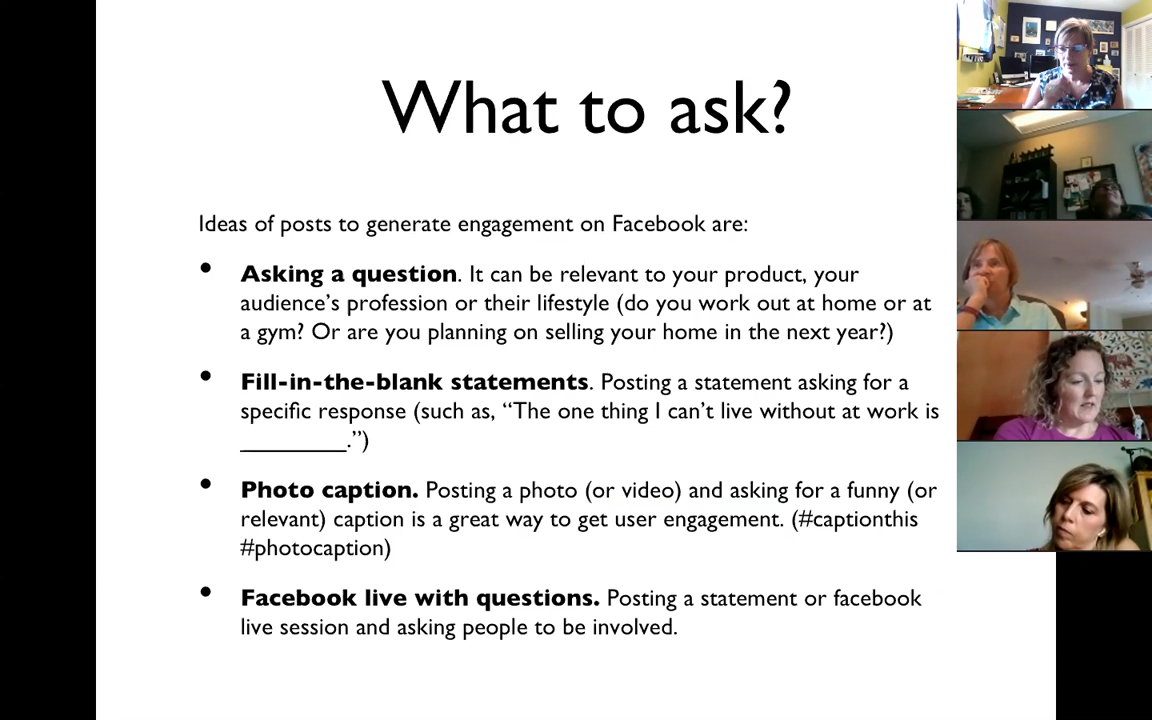 What to ask?
Ideas of posts to generate engagement on Facebook are:
• Asking a question. It can be relevant to your product, your
audience’s profession or their lifestyle (do you work out at home or at
a gym? Or are you planning on selling your home in the next year?)
• Fill-in-the-blank statements. Posting a statement asking for a
specific response (such as, “The one thing I can’t live without at work is
_________.”)
• Photo caption. Posting a photo (or video) and asking for a funny (or
relevant) caption is a great way to get user engagement. (#captionthis
#photocaption)
• Facebook live with questions. Posting a statement or facebook
live session and asking people to be involved.